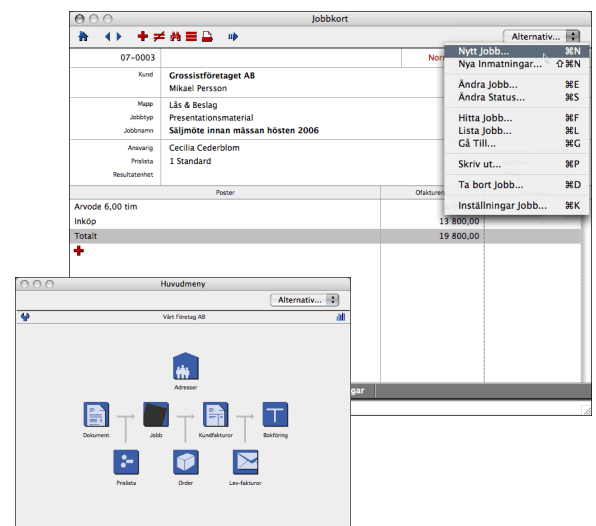 Jobbkort
Alternativ...
07-0003
Nor
Kund
Grossistföretaget AB
Mikael Persson
Mapp
Lås & Beslag
Jobbtyp
Presentationsmaterial
Jobbnamn
Säljmöte innan mässan hösten 2006
Ansvarig
Cecilia Cederblom
Prislista
1 Standard
Resultatenhet
Poster
Ofakturer
Arvode 6,00 tim
Inköp
13 800,00
Totalt
19 800,00
Nytt Jobb... ⌘N
Nya Inmatningar... ⇧⌘N
Ändra Jobb... ⌘E
Ändra Status... ⌘S
Hitta Jobb... ⌘F
Lista Jobb... ⌘L
Gå Till... ⌘G
Skriv ut... ⌘P
Ta bort Jobb... ⌘D
Inställningar Jobb... ⌘K
gar
Huvudmeny
Alternativ...
Vårt Företag AB
Adresser
Dokument
Jobb
Kundfakturor
Bokföring
Prislista
Order
Lev-fakturor